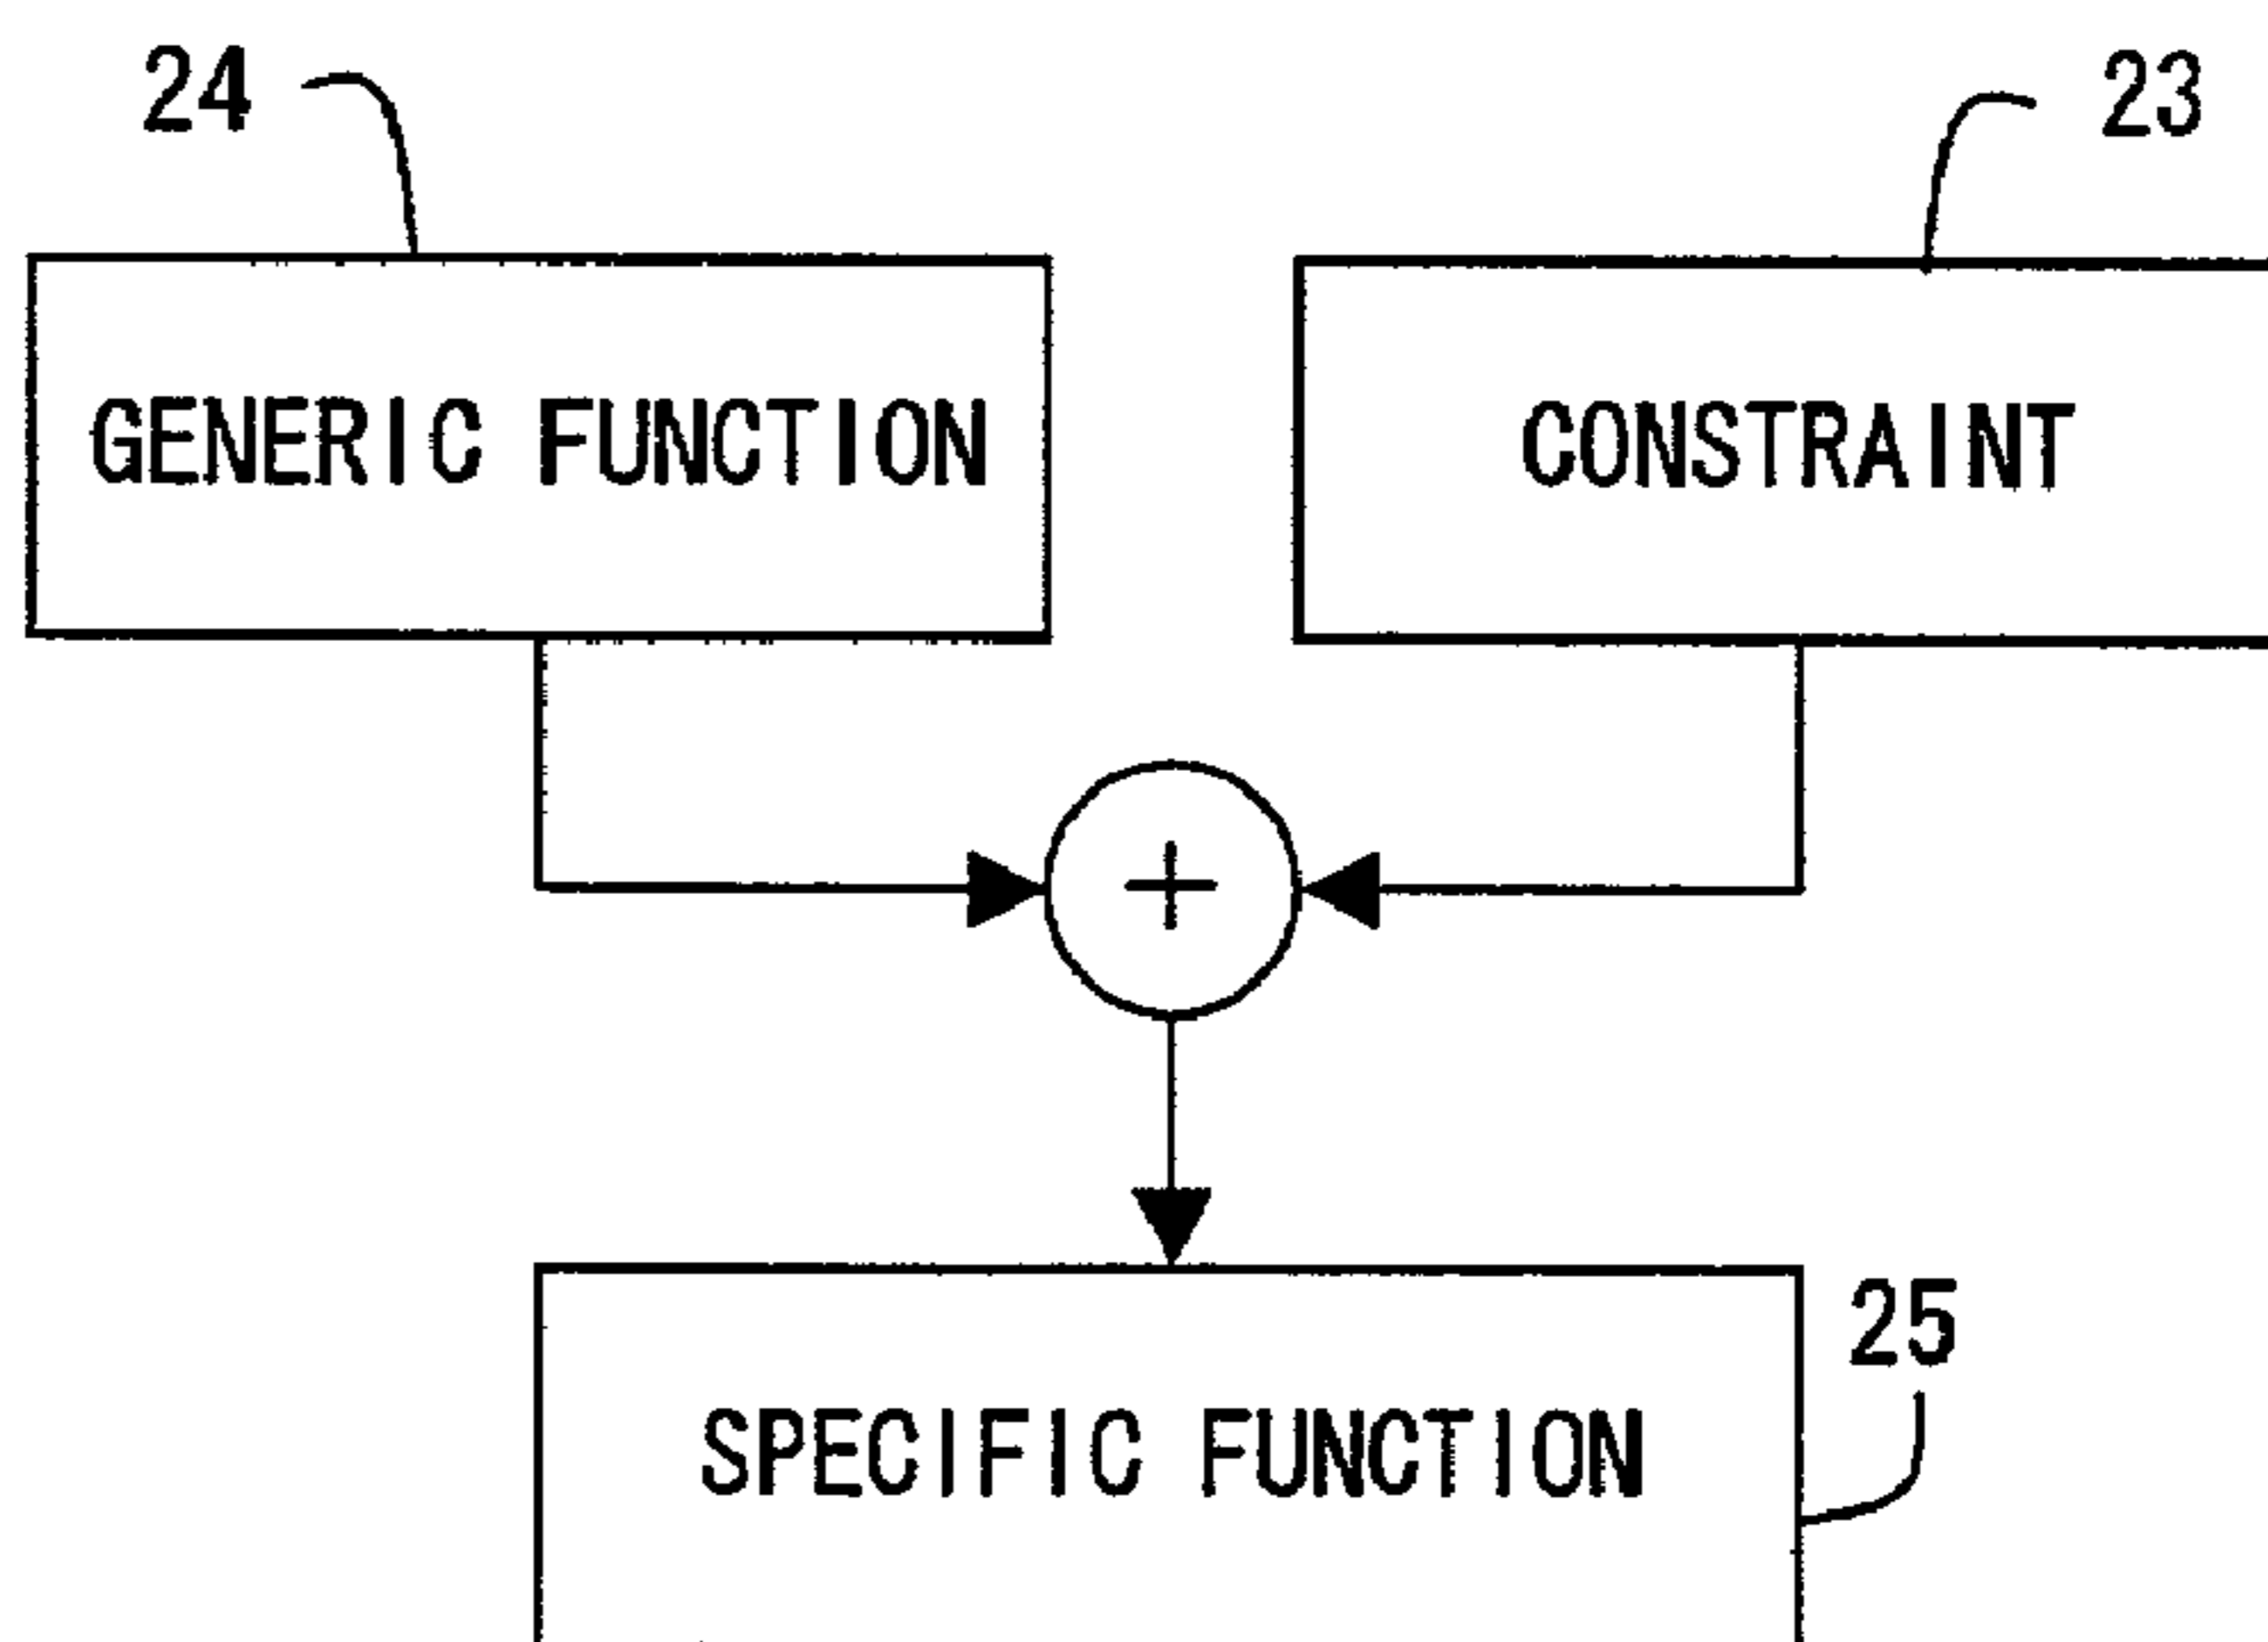 24
23
GENERIC FUNCTION
CONSTRAINT
+
25
SPECIFIC FUNCTION